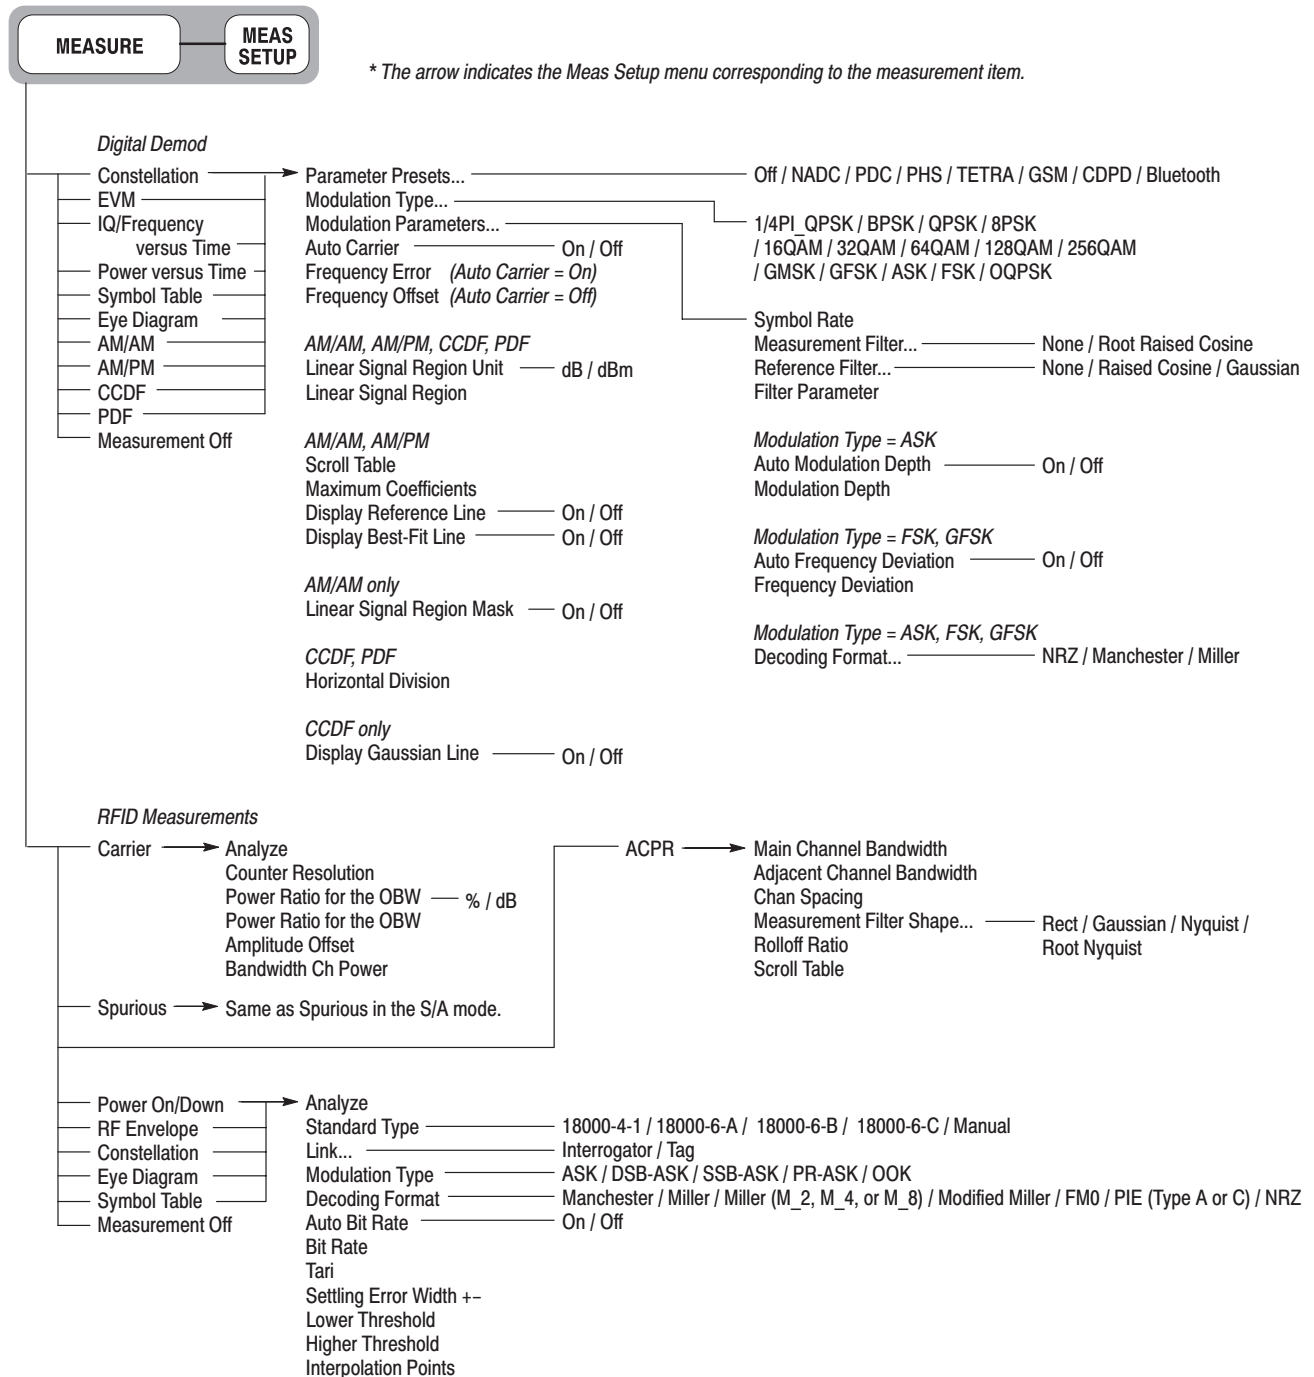 MEASURE
MEAS
SETUP
* The arrow indicates the Meas Setup menu corresponding to the measurement item.
Digital Demod
Constellation
EVM
IQ/Frequency
versus Time
Power versus Time
Symbol Table
Eye Diagram
AM/AM
AM/PM
CCDF
PDF
Measurement Off
Parameter Presets...
Modulation Type...
Modulation Parameters...
Auto Carrier On / Off
Frequency Error (Auto Carrier = On)
Frequency Offset (Auto Carrier = Off)
AM/AM, AM/PM, CCDF, PDF
Linear Signal Region Unit dB / dBm
Linear Signal Region
AM/AM, AM/PM
Scroll Table
Maximum Coefficients
Display Reference Line On / Off
Display Best-Fit Line On / Off
AM/AM only
Linear Signal Region Mask On / Off
CCDF, PDF
Horizontal Division
CCDF only
Display Gaussian Line On / Off
Off / NADC / PDC / PHS / TETRA / GSM / CDPD / Bluetooth
1/4PI_QPSK / BPSK / QPSK / 8PSK
/ 16QAM / 32QAM / 64QAM / 128QAM / 256QAM
/ GMSK / GFSK / ASK / FSK / OQPSK
Symbol Rate
Measurement Filter... None / Root Raised Cosine
Reference Filter... None / Raised Cosine / Gaussian
Filter Parameter
Modulation Type = ASK
Auto Modulation Depth On / Off
Modulation Depth
Modulation Type = FSK, GFSK
Auto Frequency Deviation On / Off
Frequency Deviation
Modulation Type = ASK, FSK, GFSK
Decoding Format... NRZ / Manchester / Miller
RFID Measurements
Carrier
Analyze
Counter Resolution
Power Ratio for the OBW % / dB
Power Ratio for the OBW
Amplitude Offset
Bandwidth Ch Power
Spurious Same as Spurious in the S/A mode.
ACPR
Main Channel Bandwidth
Adjacent Channel Bandwidth
Chan Spacing
Measurement Filter Shape... Rect / Gaussian / Nyquist /
Root Nyquist
Rolloff Ratio
Scroll Table
Power On/Down
RF Envelope
Constellation
Eye Diagram
Symbol Table
Measurement Off
Analyze
Standard Type 18000-4-1 / 18000-6-A / 18000-6-B / 18000-6-C / Manual
Link... Interrogator / Tag
Modulation Type ASK / DSB-ASK / SSB-ASK / PR-ASK / OOK
Decoding Format Manchester / Miller / Miller (M_2, M_4, or M_8) / Modified Miller / FM0 / PIE (Type A or C) / NRZ
Auto Bit Rate On / Off
Bit Rate
Tari
Settling Error Width +−
Lower Threshold
Higher Threshold
Interpolation Points